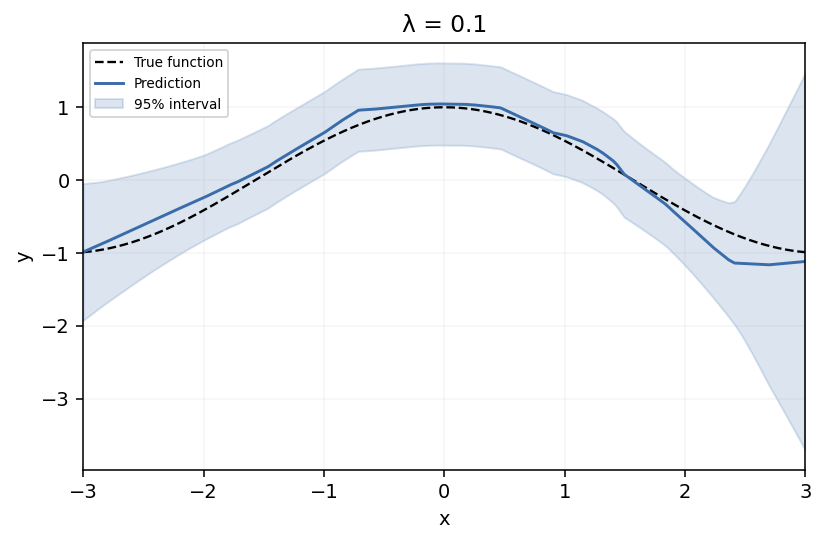 λ = 0.1
True function
Prediction
95% interval
1
0
−1
−2
−3
y
−3
−2
−1
0
1
2
3
x